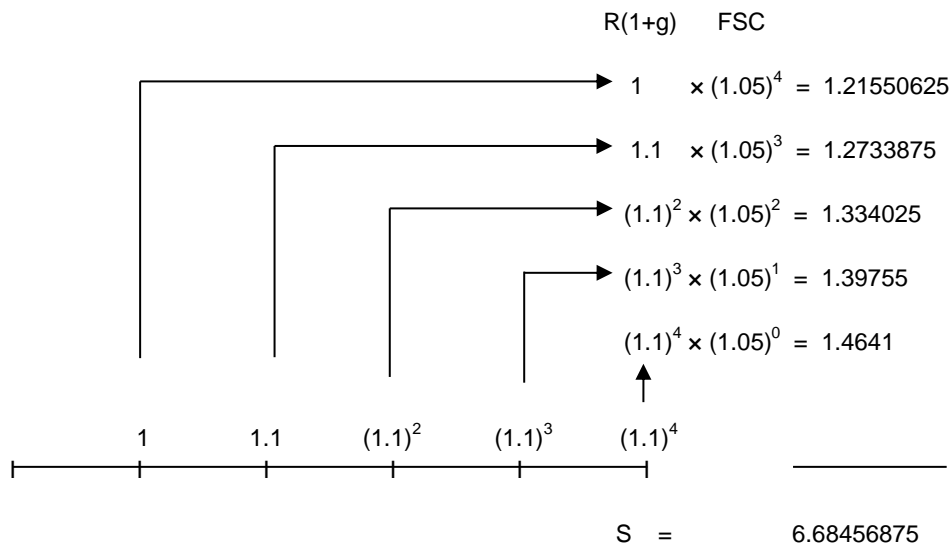 R(1+g) FSC
1 × (1.05)^4 = 1.21550625
1.1 × (1.05)^3 = 1.2733875
(1.1)^2 × (1.05)^2 = 1.334025
(1.1)^3 × (1.05)^1 = 1.39755
(1.1)^4 × (1.05)^0 = 1.4641
1 1.1 (1.1)^2 (1.1)^3 (1.1)^4
S = 6.68456875